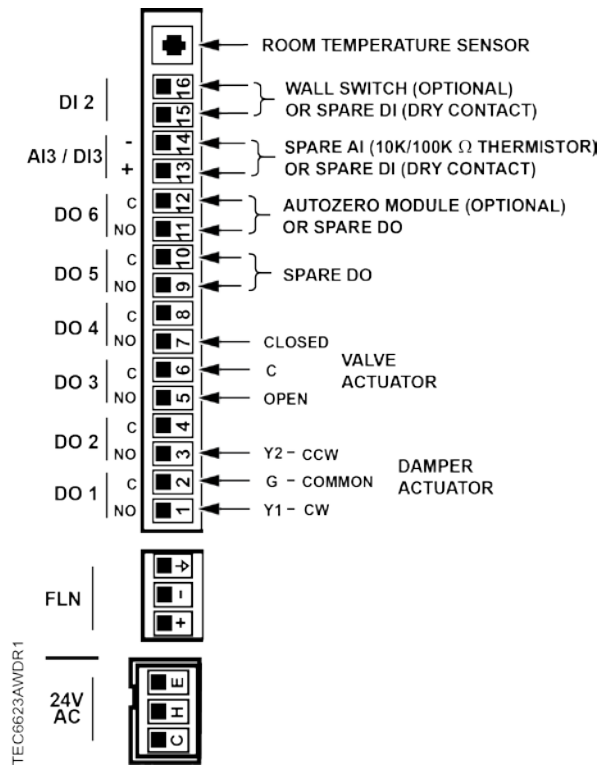 ROOM TEMPERATURE SENSOR
DI 2
16
15
WALL SWITCH (OPTIONAL)
OR SPARE DI (DRY CONTACT)
AI3 / DI3
-
+
14
13
SPARE AI (10K/100K Ω THERMISTOR)
OR SPARE DI (DRY CONTACT)
DO 6
C
NO
12
11
AUTOZERO MODULE (OPTIONAL)
OR SPARE DO
DO 5
C
NO
10
9
SPARE DO
DO 4
C
NO
8
7
CLOSED
DO 3
C
NO
6
5
C
OPEN
VALVE
ACTUATOR
DO 2
C
NO
4
3
Y2 - CCW
DO 1
C
NO
2
1
G - COMMON
Y1 - CW
DAMPER
ACTUATOR
FLN
-
+
24V
AC
E
H
C
TEC6623AWDR1